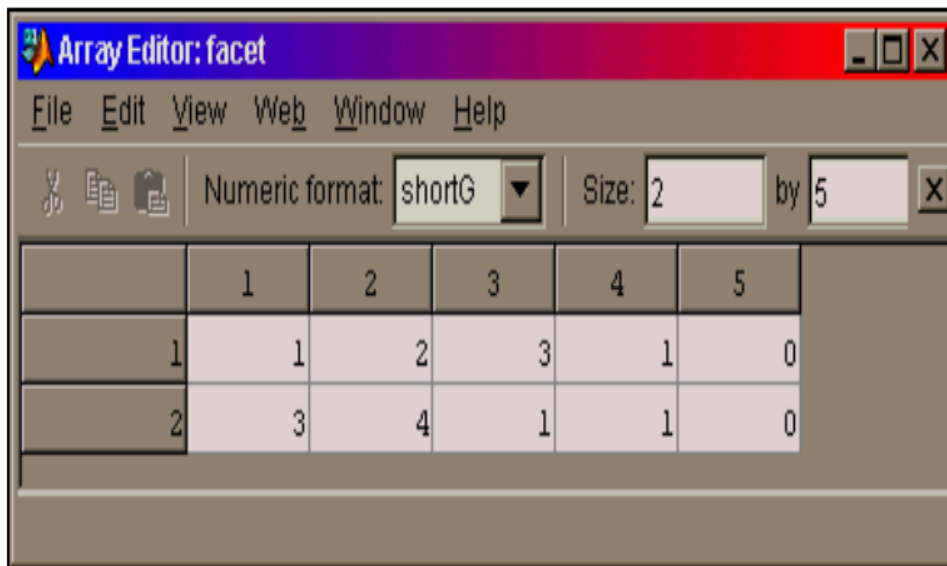 Array Editor: facet
File Edit View Web Window Help
Numeric format: shortG Size: 2 by 5
1 2 3 4 5
1 1 2 3 1 0
2 3 4 1 1 0